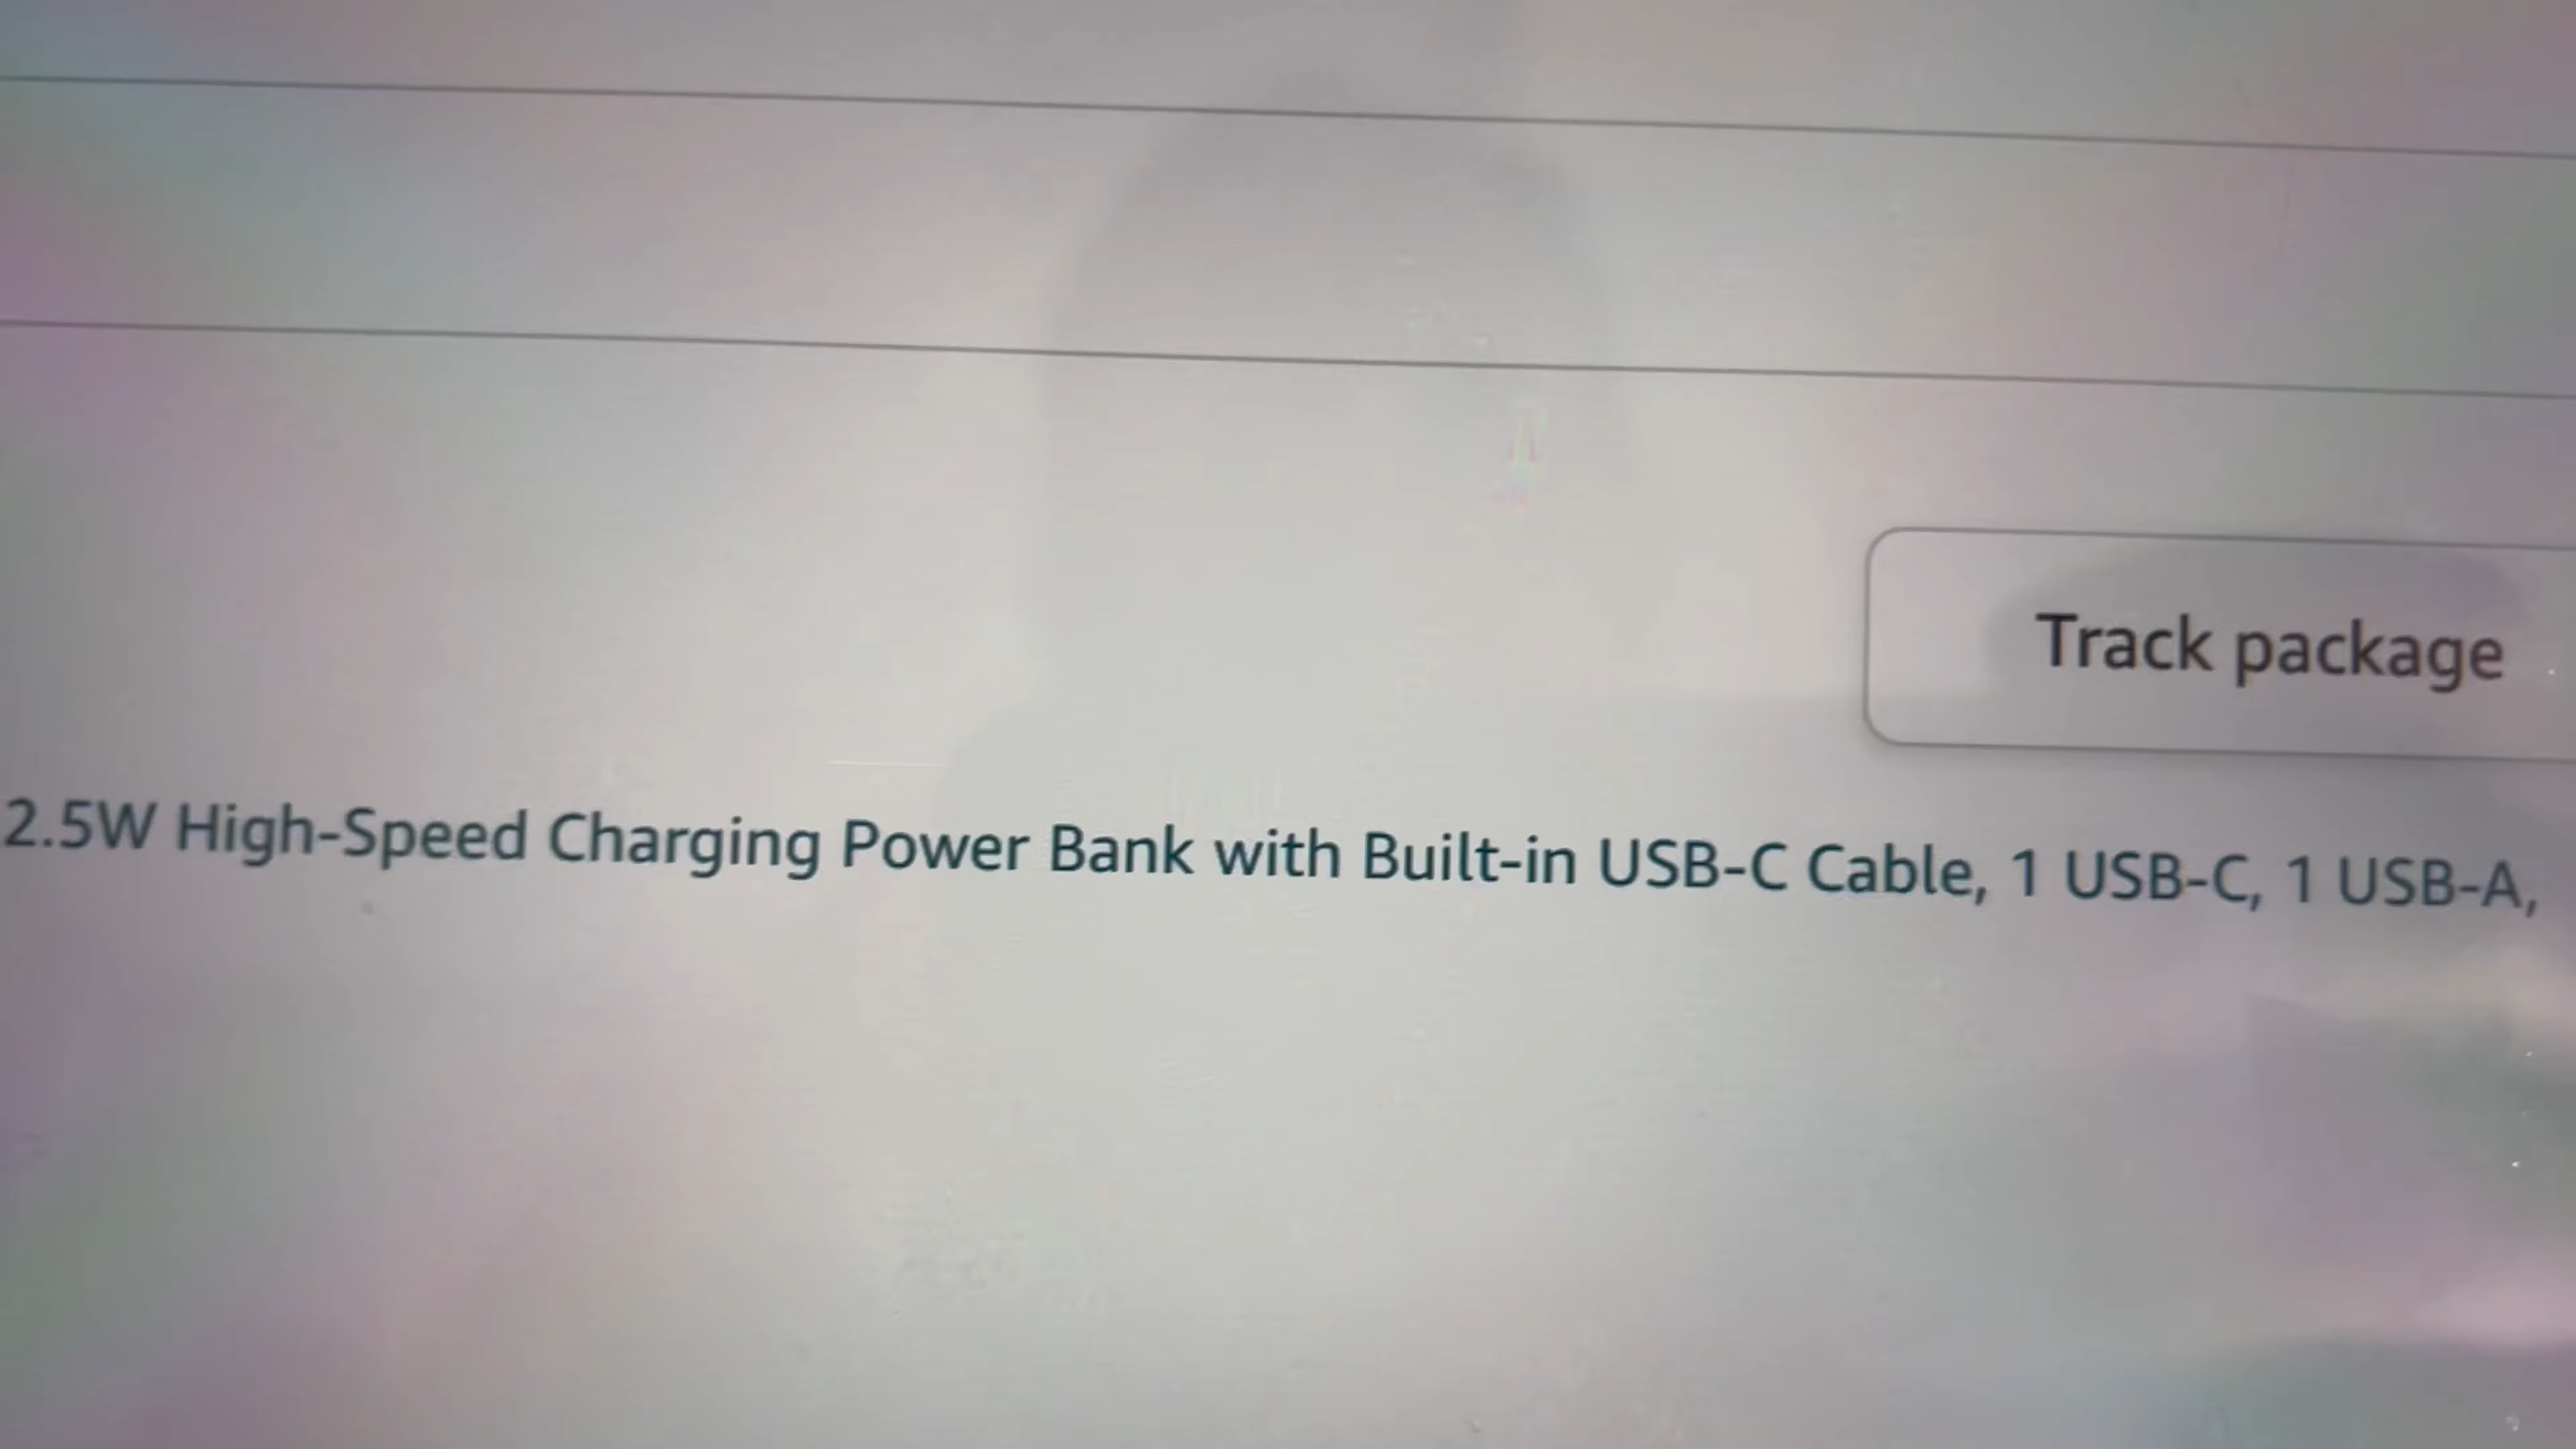 Track package
2.5W High-Speed Charging Power Bank with Built-in USB-C Cable, 1 USB-C, 1 USB-A,